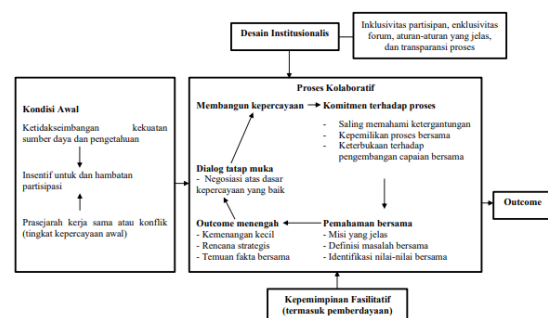 Desain Institusionalis
Inklusivitas partisipan, enklusivitas
forum, aturan-aturan yang jelas,
dan transparansi proses
Kondisi Awal
Ketidakseimbangan kekuatan
sumber daya dan pengetahuan
Insentif untuk dan hambatan
partisipasi
Prasejarah kerja sama atau konflik
(tingkat kepercayaan awal)
Proses Kolaboratif
Membangun kepercayaan
Komitmen terhadap proses
- Saling memahami ketergantungan
- Kepemilikan proses bersama
- Keterbukaan terhadap
pengembangan capaian bersama
Dialog tatap muka
- Negosiasi atas dasar
kepercayaan yang baik
Outcome menengah
- Kemenangan kecil
- Rencana strategis
- Temuan fakta bersama
Pemahaman bersama
- Misi yang jelas
- Definisi masalah bersama
- Identifikasi nilai-nilai bersama
Outcome
Kepemimpinan Fasilitatif
(termasuk pemberdayaan)